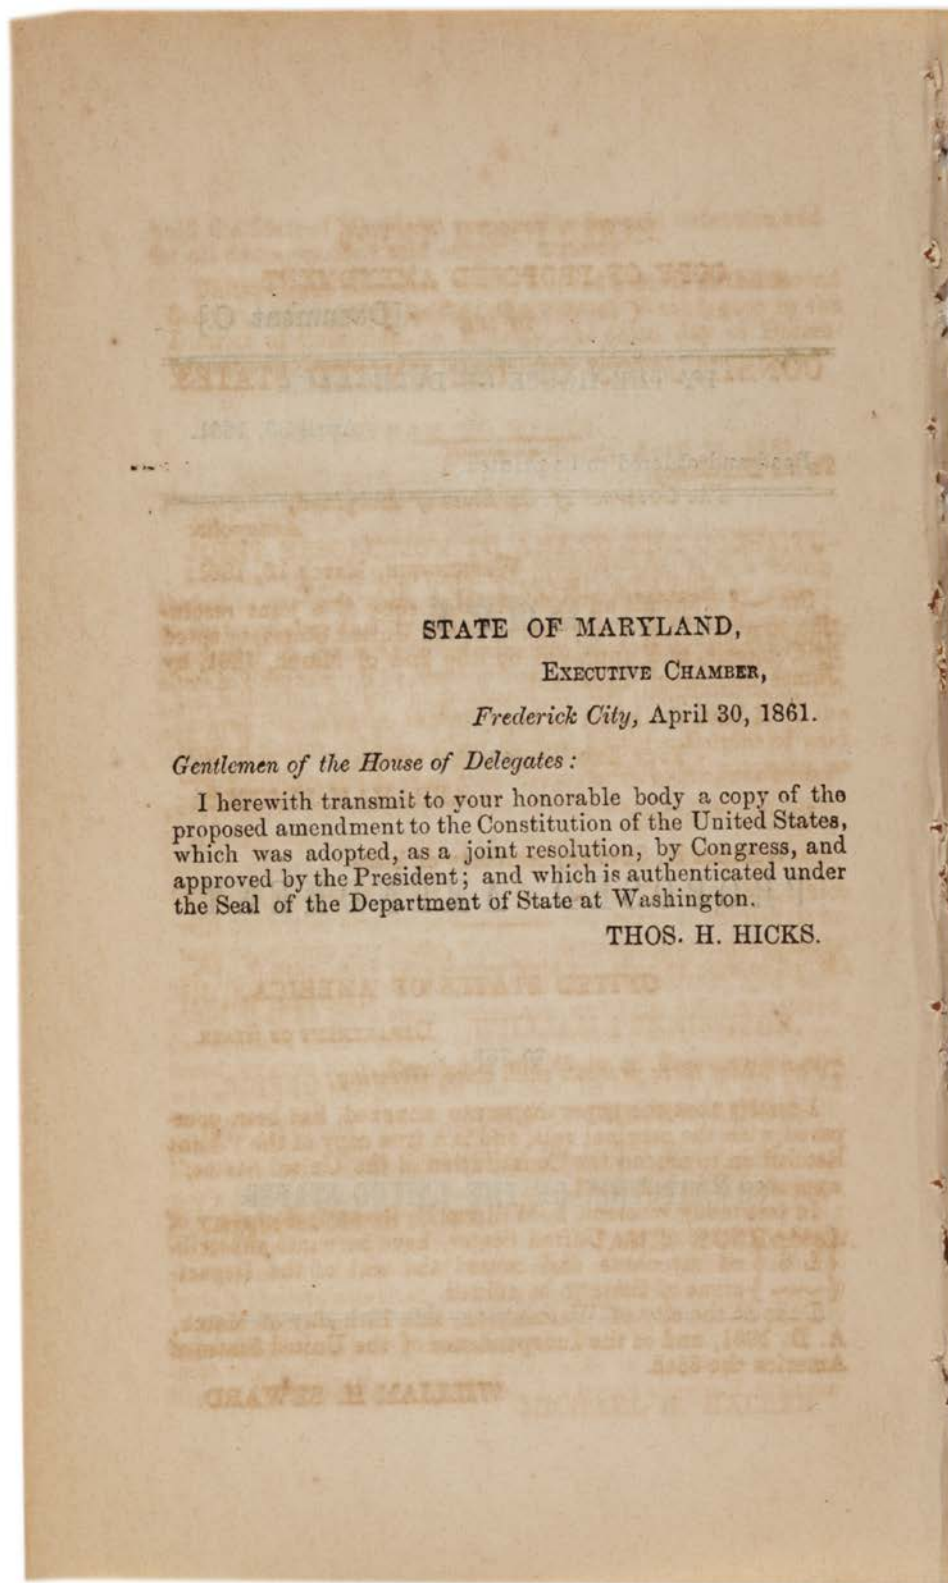 STATE OF MARYLAND,
EXECUTIVE CHAMBER,
Frederick City, April 30, 1861.
Gentlemen of the House of Delegates :
I herewith transmit to your honorable body a copy of the
proposed amendment to the Constitution of the United States,
which was adopted, as a joint resolution, by Congress, and
approved by the President; and which is authenticated under
the Seal of the Department of State at Washington.
THOS. H. HICKS.